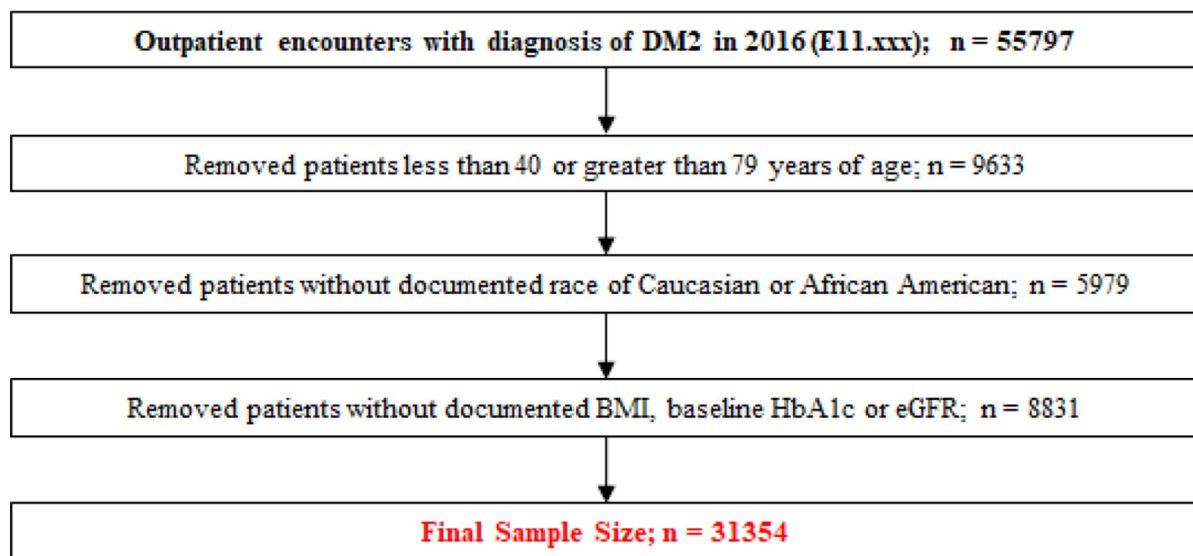 Outpatient encounters with diagnosis of DM2 in 2016 (E11.xxx); n = 55797
Removed patients less than 40 or greater than 79 years of age; n = 9633
Removed patients without documented race of Caucasian or African American; n = 5979
Removed patients without documented BMI, baseline HbA1c or eGFR; n = 8831
Final Sample Size; n = 31354